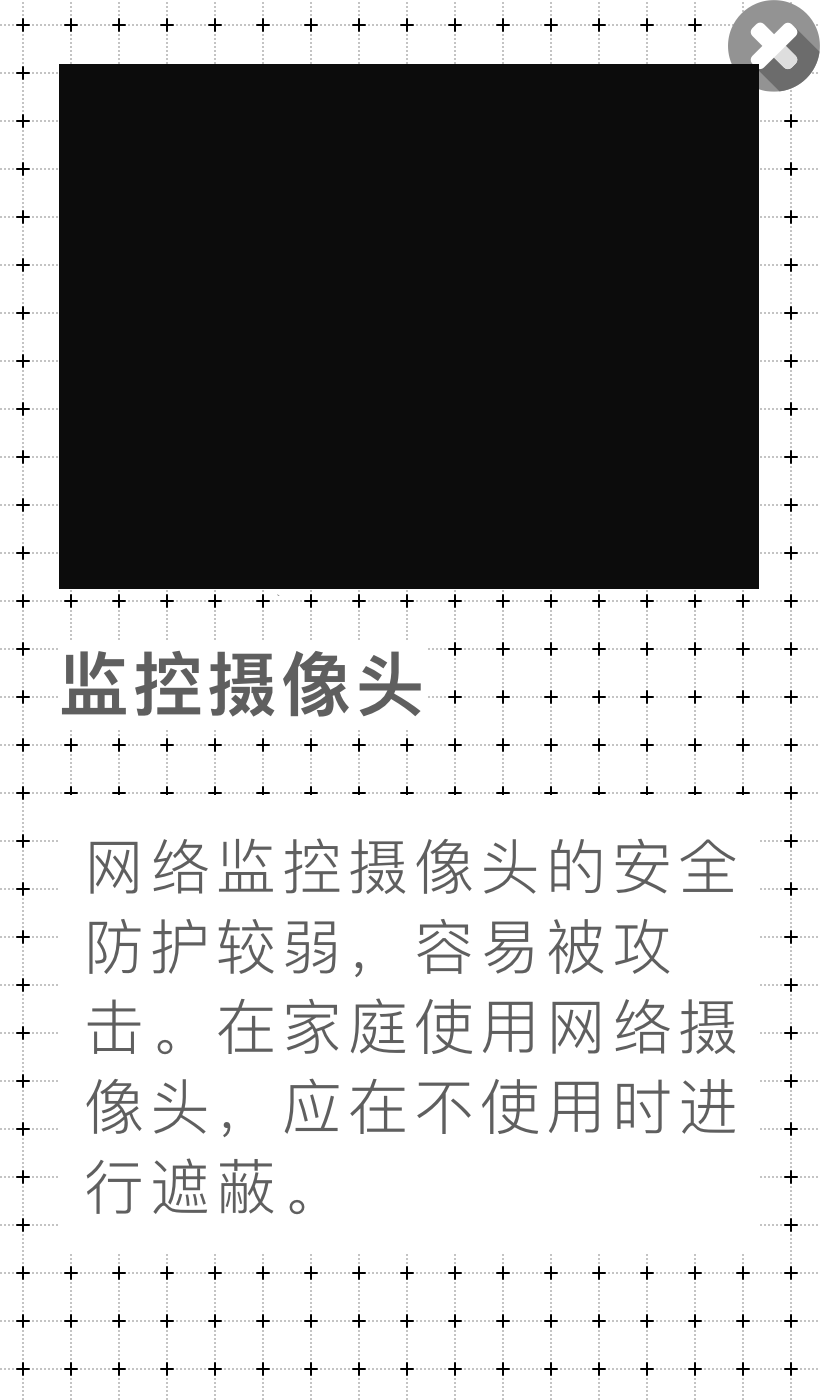 监控摄像头
网络监控摄像头的安全
防护较弱，容易被攻
击。在家庭使用网络摄
像头，应在不使用时进
行遮蔽。